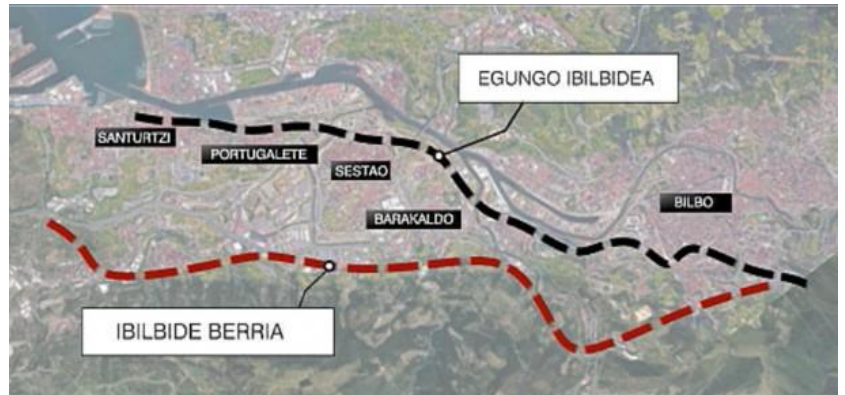 EGUNGO IBILBIDEA
SANTURTZI
PORTUGALETE
SESTAO
BILBO
BARAKALDO
IBILBIDE BERRIA